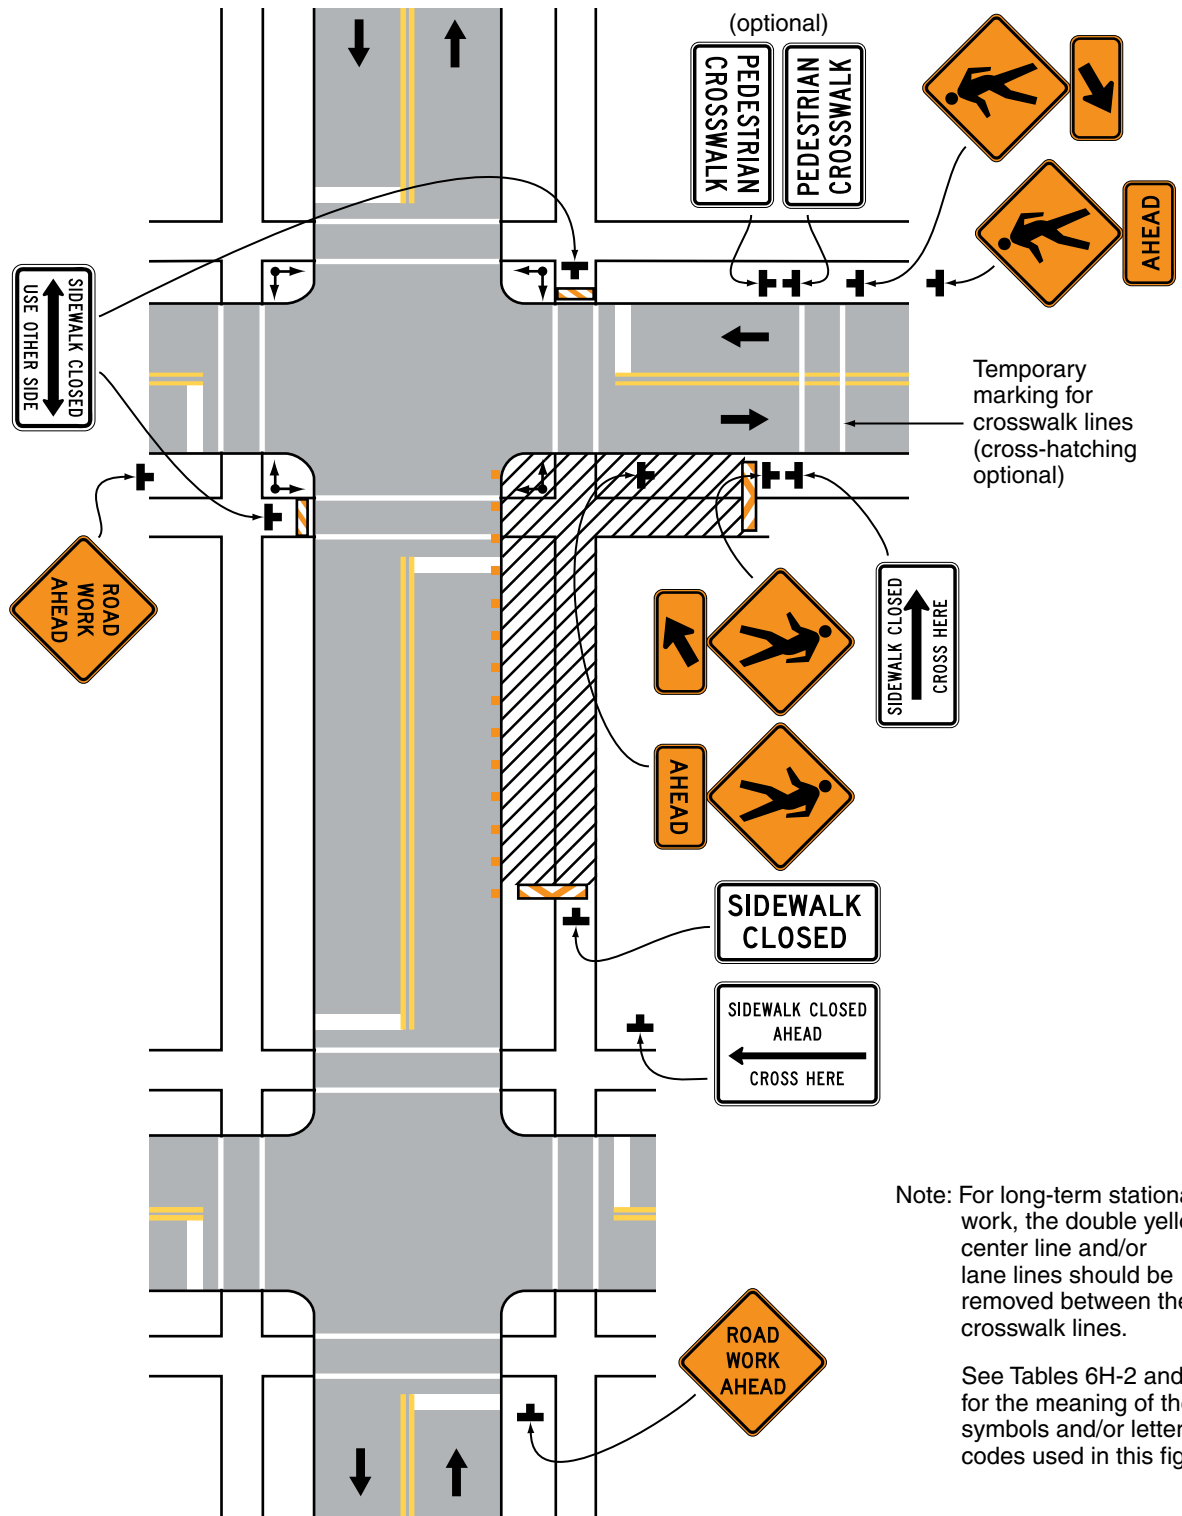 (optional)
PEDESTRIAN
CROSSWALK
PEDESTRIAN
CROSSWALK
AHEAD
SIDEWALK CLOSED
USE OTHER SIDE
Temporary
marking for
crosswalk lines
(cross-hatching
optional)
ROAD
WORK
AHEAD
SIDEWALK CLOSED
CROSS HERE
AHEAD
SIDEWALK
CLOSED
SIDEWALK CLOSED
AHEAD
CROSS HERE
ROAD
WORK
AHEAD
Note: For long-term
work, the double
center line and/or
lane lines should be
removed between the
crosswalk lines.
See Tables 6H-2 and
for the meaning of the
symbols and/or letter
codes used in this